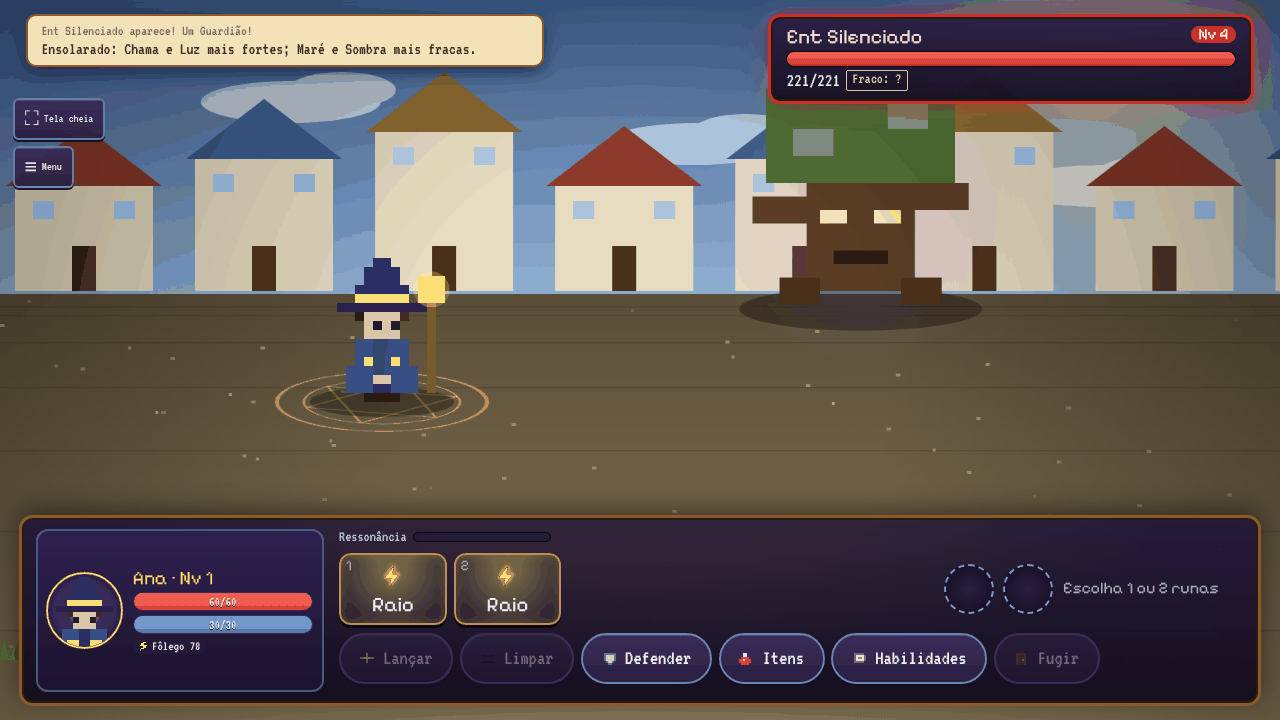 Ent Silenciado aparece! Um Guardião!
Ensolarado: Chama e Luz mais fortes; Maré e Sombra mais fracas.
Ent Silenciado
Nv 4
221/221
Fraco: ?
Tela cheia
Menu
Ana · Nv 1
60/60
30/30
Fôlego 78
Ressonância
1
Raio
2
Raio
Escolha 1 ou 2 runas
Lançar
Limpar
Defender
Itens
Habilidades
Fugir